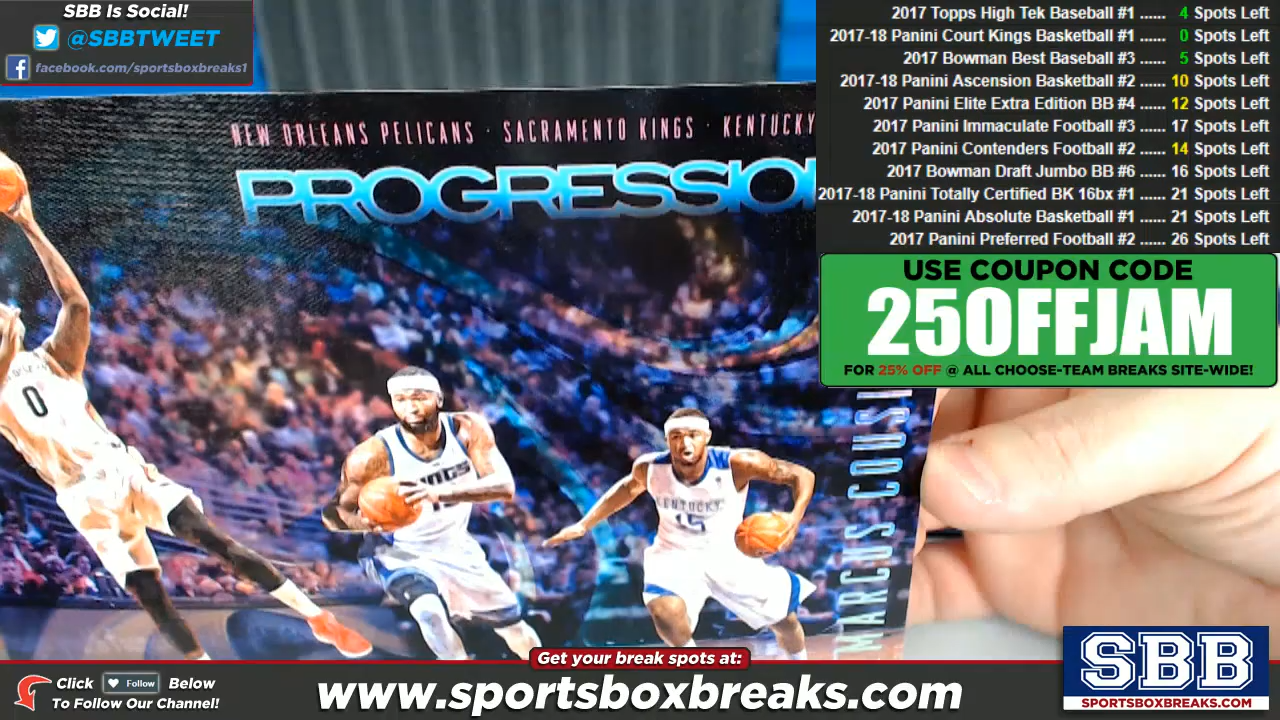 SBB Is Social!
@SBBTWEET
facebook.com/sportsboxbreaks1
2017 Topps High Tek Baseball #1 ...... 4 Spots Left
2017-18 Panini Court Kings Basketball #1 ...... 0 Spots Left
2017 Bowman Best Baseball #3 ...... 5 Spots Left
2017-18 Panini Ascension Basketball #2 ...... 10 Spots Left
2017 Panini Elite Extra Edition BB #4 ...... 12 Spots Left
2017 Panini Immaculate Football #3 ...... 17 Spots Left
2017 Panini Contenders Football #2 ...... 14 Spots Left
2017 Bowman Draft Jumbo BB #6 ...... 16 Spots Left
2017-18 Panini Totally Certified BK 16bx #1 ...... 21 Spots Left
2017-18 Panini Absolute Basketball #1 ...... 21 Spots Left
2017 Panini Preferred Football #2 ...... 26 Spots Left
USE COUPON CODE
25OFFJAM
FOR 25% OFF @ ALL CHOOSE-TEAM BREAKS SITE-WIDE!
NEW ORLEANS PELICANS · SACRAMENTO KINGS · KENTUCKY
PROGRESSIO
0
KINGS
KENTUCKY
15
MARCUS COUSI
Get your break spots at:
Click Follow Below
To Follow Our Channel!
www.sportsboxbreaks.com
SBB
SPORTSBOXBREAKS.COM